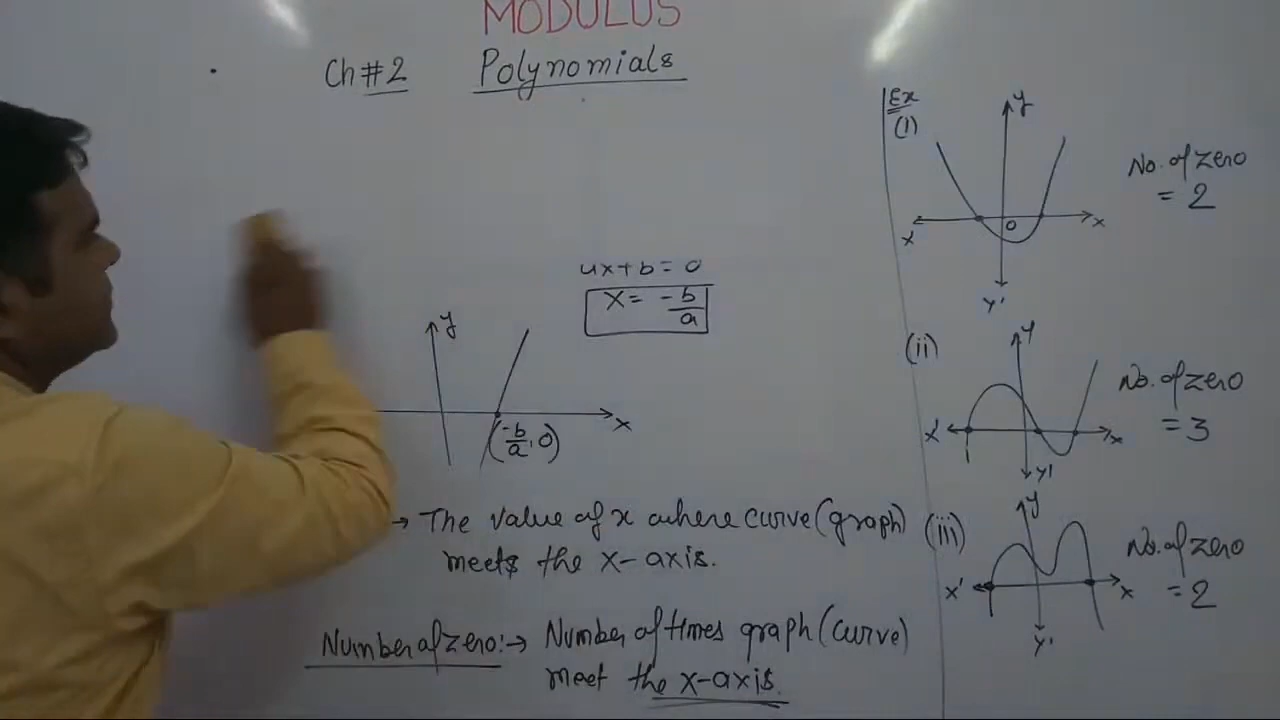 MODULUS
Ch#2 Polynomials
ax+b=0
x = -b/a
y
x
(-b/a, 0)
→ The value of x where curve (graph)
meets the x-axis.
Number of zero:→ Number of times graph (curve)
meet the x-axis.
Ex
(i)
y
x
x
0
y'
No. of zero
= 2
(ii)
y
x'
x
y'
No. of zero
= 3
(iii)
y
x'
x
y'
No. of zero
= 2